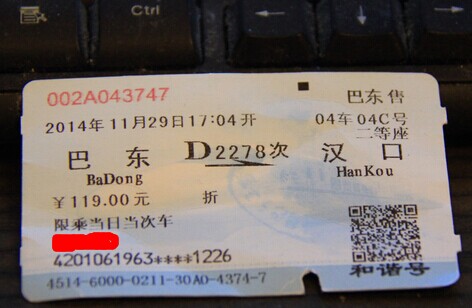 Ctrl
002A043747 巴东 售
2014年11月29日17:04开 04车04C号
二等座
巴东 D2278次 汉口
BaDong HanKou
￥119.00元 折
限乘当日当次车
4201061963****1226
和谐号
4514-6000-0211-30A0-4374-7